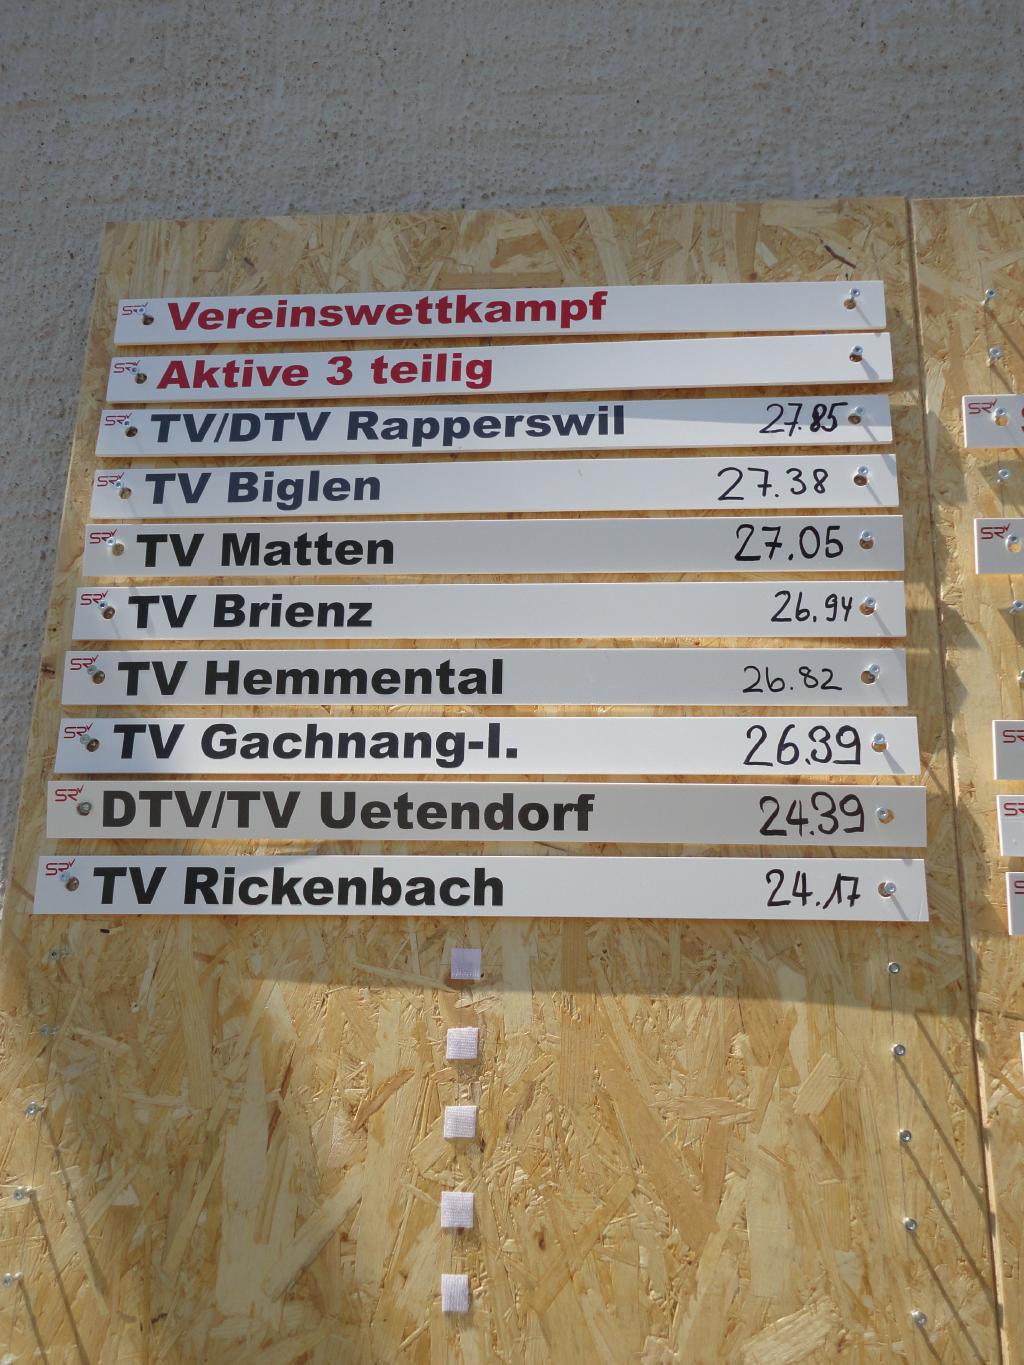 Vereinswettkampf
Aktive 3 teilig
TV/DTV Rapperswil 27.85
TV Biglen 27.38
TV Matten 27.05
TV Brienz 26.94
TV Hemmental 26.82
TV Gachnang-I. 26.39
DTV/TV Uetendorf 24.39
TV Rickenbach 24.17